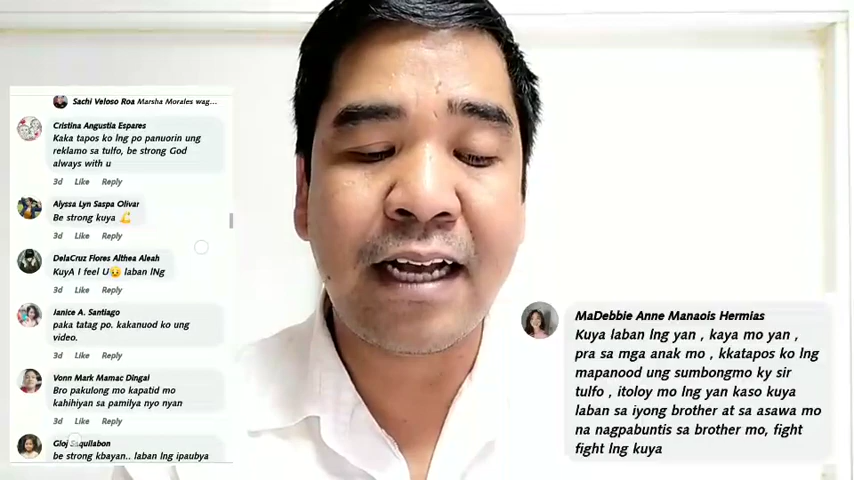 Sachi Veloso Roa Marsha Morales wag...
Cristina Angustia Espares
Kaka tapos ko lng po panuorin ung
reklamo sa tulfo, be strong God
always with u
3d Like Reply
Alyssa Lyn Saspa Olivar
Be strong kuya 💪
3d Like Reply
DelaCruz Flores Althea Aleah
KuyA I feel U😣 laban lNg
3d Like Reply
Janice A. Santiago
paka tatag po. kakanuod ko ung
video.
3d Like Reply
Vonn Mark Mamac Dingal
Bro pakulong mo kapatid mo
kahihiyan sa pamilya nyo nyan
3d Like Reply
Gloj Saquilabon
be strong kbayan.. laban lng ipaubya
MaDebbie Anne Manaois Hermias
Kuya laban lng yan , kaya mo yan ,
pra sa mga anak mo , kkatapos ko lng
mapanood ung sumbongmo ky sir
tulfo , itoloy mo lng yan kaso kuya
laban sa iyong brother at sa asawa mo
na nagpabuntis sa brother mo, fight
fight lng kuya